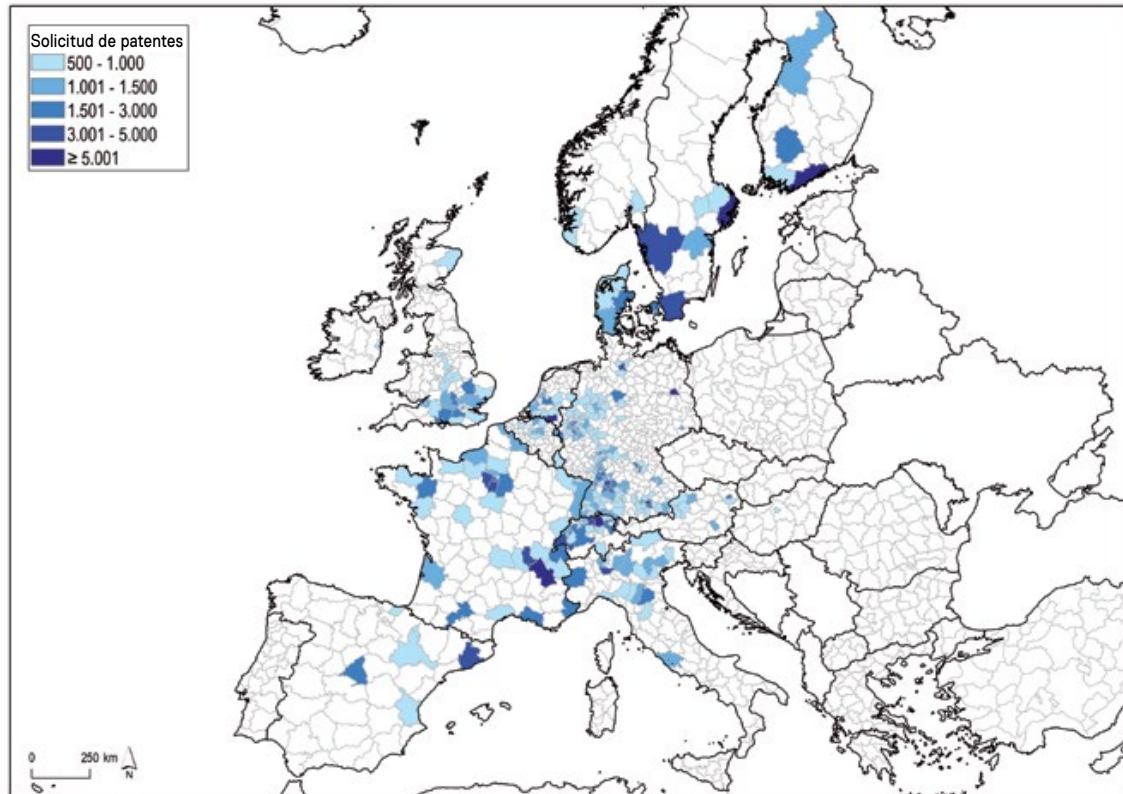 Solicitud de patentes
500 - 1.000
1.001 - 1.500
1.501 - 3.000
3.001 - 5.000
≥ 5.001
0 250 km
N